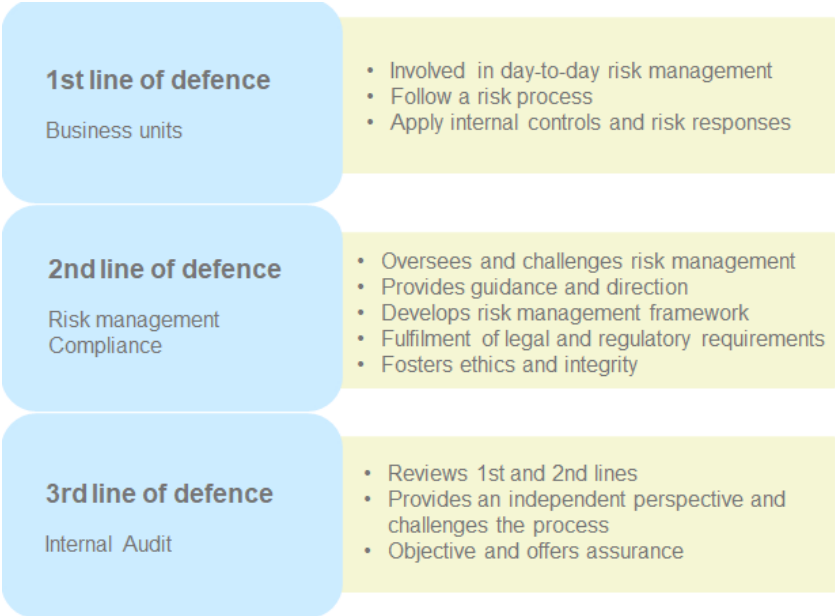 1st line of defence
Business units
• Involved in day-to-day risk management
• Follow a risk process
• Apply internal controls and risk responses
2nd line of defence
Risk management
Compliance
• Oversees and challenges risk management
• Provides guidance and direction
• Develops risk management framework
• Fulfilment of legal and regulatory requirements
• Fosters ethics and integrity
3rd line of defence
Internal Audit
• Reviews 1st and 2nd lines
• Provides an independent perspective and
challenges the process
• Objective and offers assurance